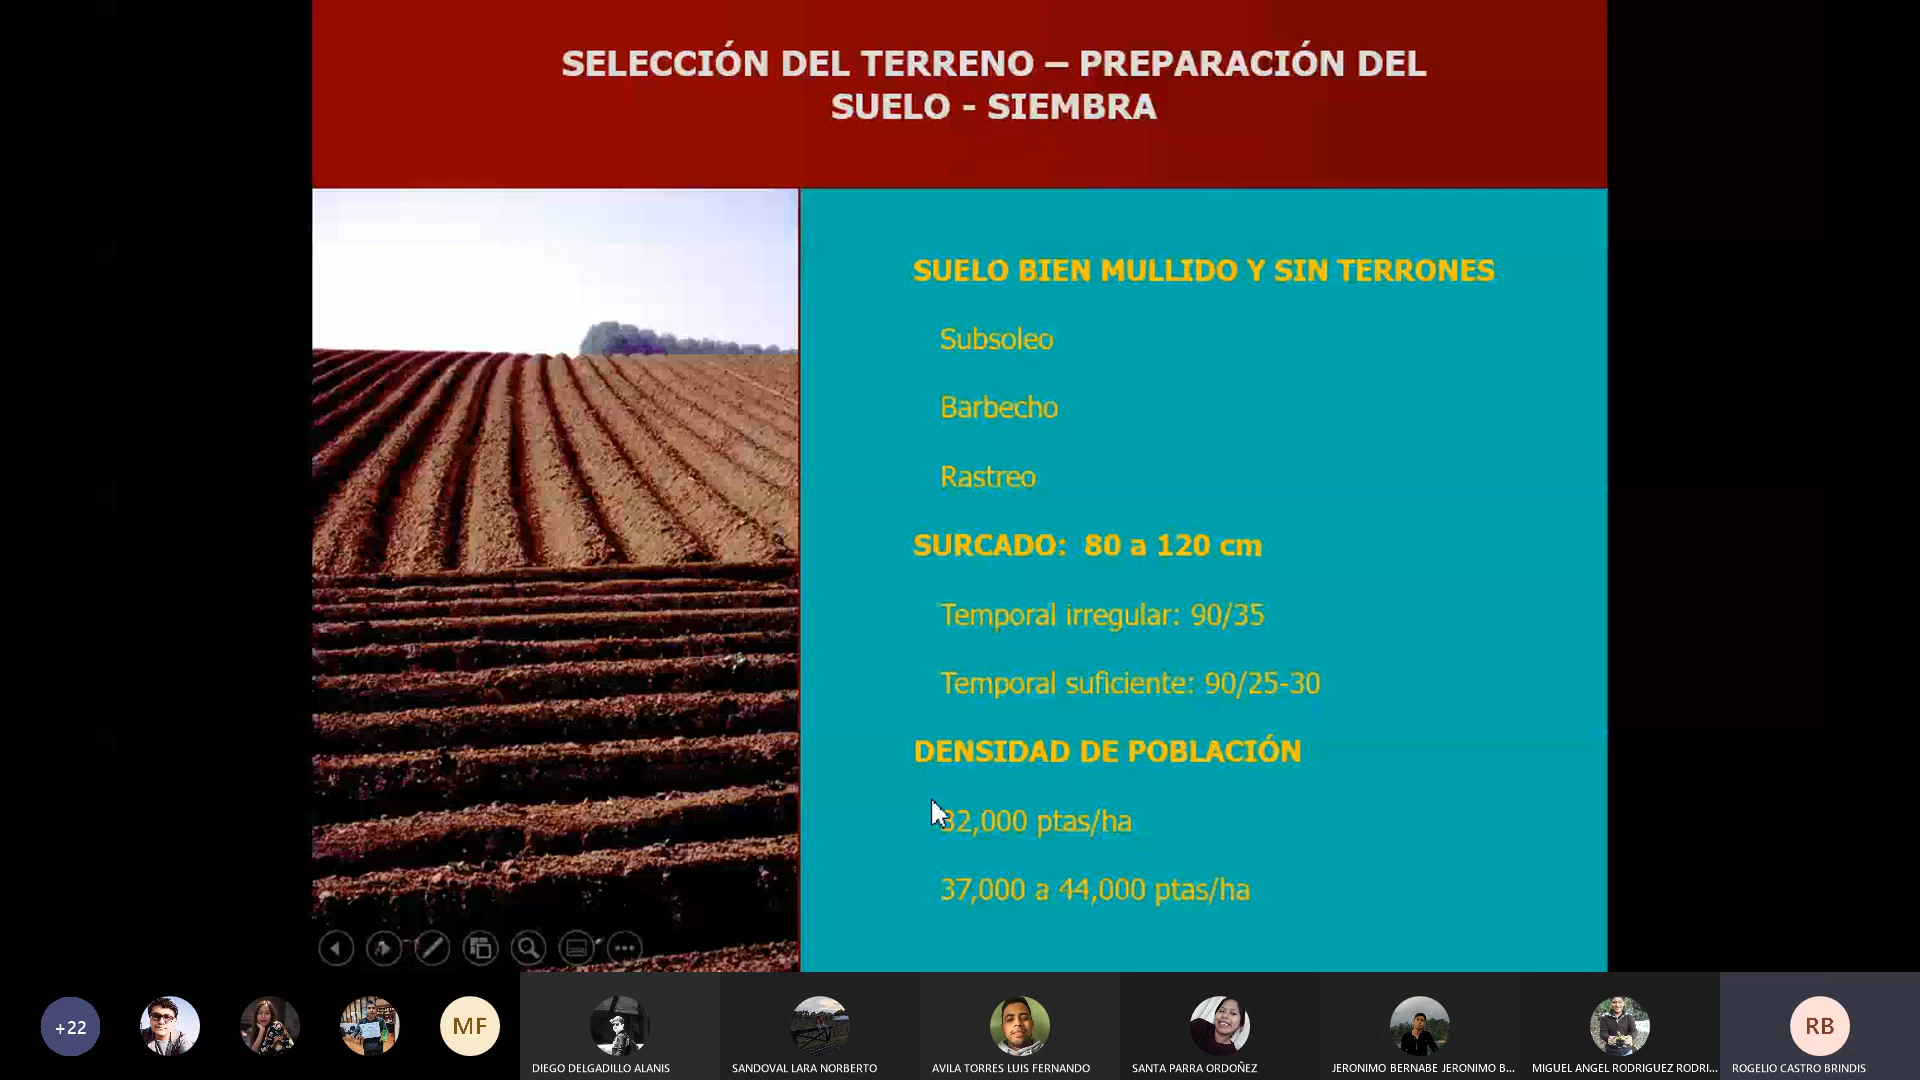 SELECCIÓN DEL TERRENO – PREPARACIÓN DEL
SUELO - SIEMBRA
SUELO BIEN MULLIDO Y SIN TERRONES
Subsoleo
Barbecho
Rastreo
SURCADO: 80 a 120 cm
Temporal irregular: 90/35
Temporal suficiente: 90/25-30
DENSIDAD DE POBLACIÓN
32,000 ptas/ha
37,000 a 44,000 ptas/ha
+22
MF
RB
DIEGO DELGADILLO ALANIS
SANDOVAL LARA NORBERTO
AVILA TORRES LUIS FERNANDO
SANTA PARRA ORDOÑEZ
JERONIMO BERNABE JERONIMO B...
MIGUEL ANGEL RODRIGUEZ RODRI...
ROGELIO CASTRO BRINDIS